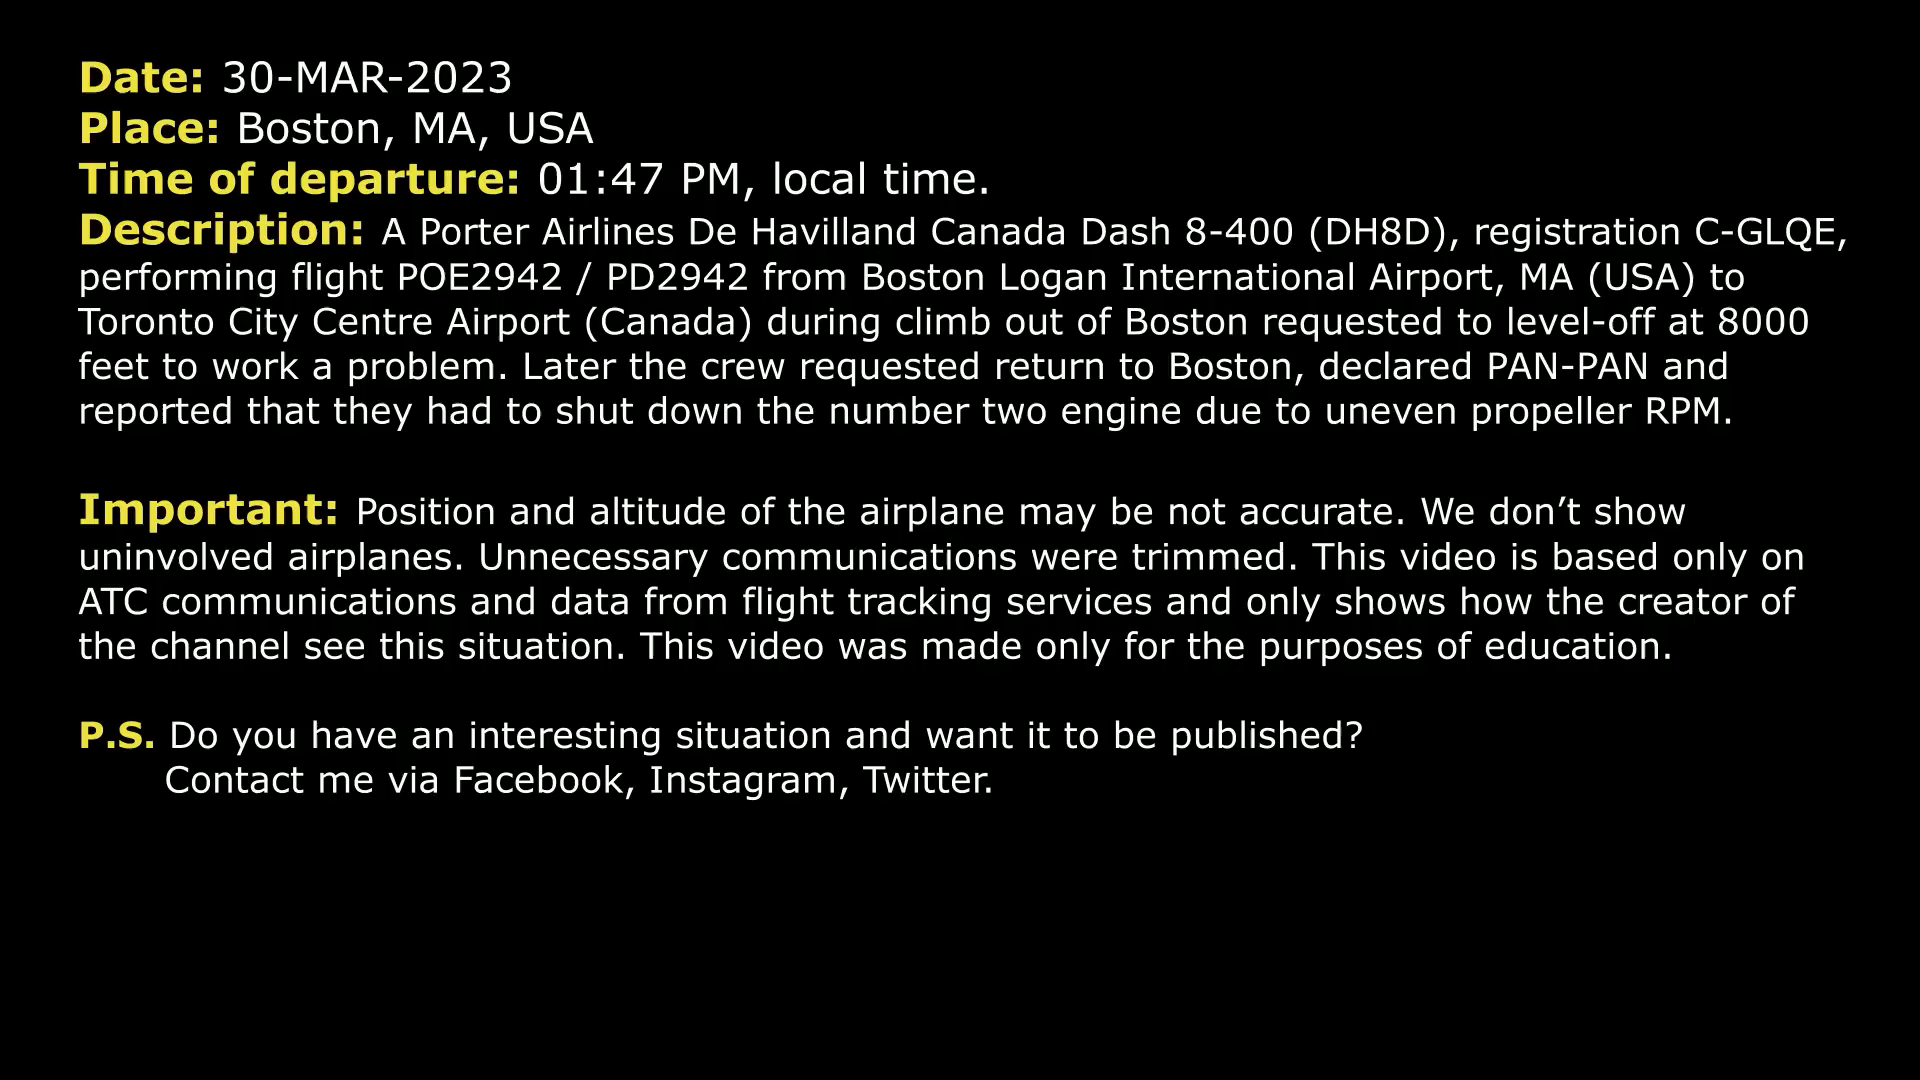 Date: 30-MAR-2023
Place: Boston, MA, USA
Time of departure: 01:47 PM, local time.
Description: A Porter Airlines De Havilland Canada Dash 8-400 (DH8D), registration C-GLQE,
performing flight POE2942 / PD2942 from Boston Logan International Airport, MA (USA) to
Toronto City Centre Airport (Canada) during climb out of Boston requested to level-off at 8000
feet to work a problem. Later the crew requested return to Boston, declared PAN-PAN and
reported that they had to shut down the number two engine due to uneven propeller RPM.
Important: Position and altitude of the airplane may be not accurate. We don’t show
uninvolved airplanes. Unnecessary communications were trimmed. This video is based only on
ATC communications and data from flight tracking services and only shows how the creator of
the channel see this situation. This video was made only for the purposes of education.
P.S. Do you have an interesting situation and want it to be published?
Contact me via Facebook, Instagram, Twitter.